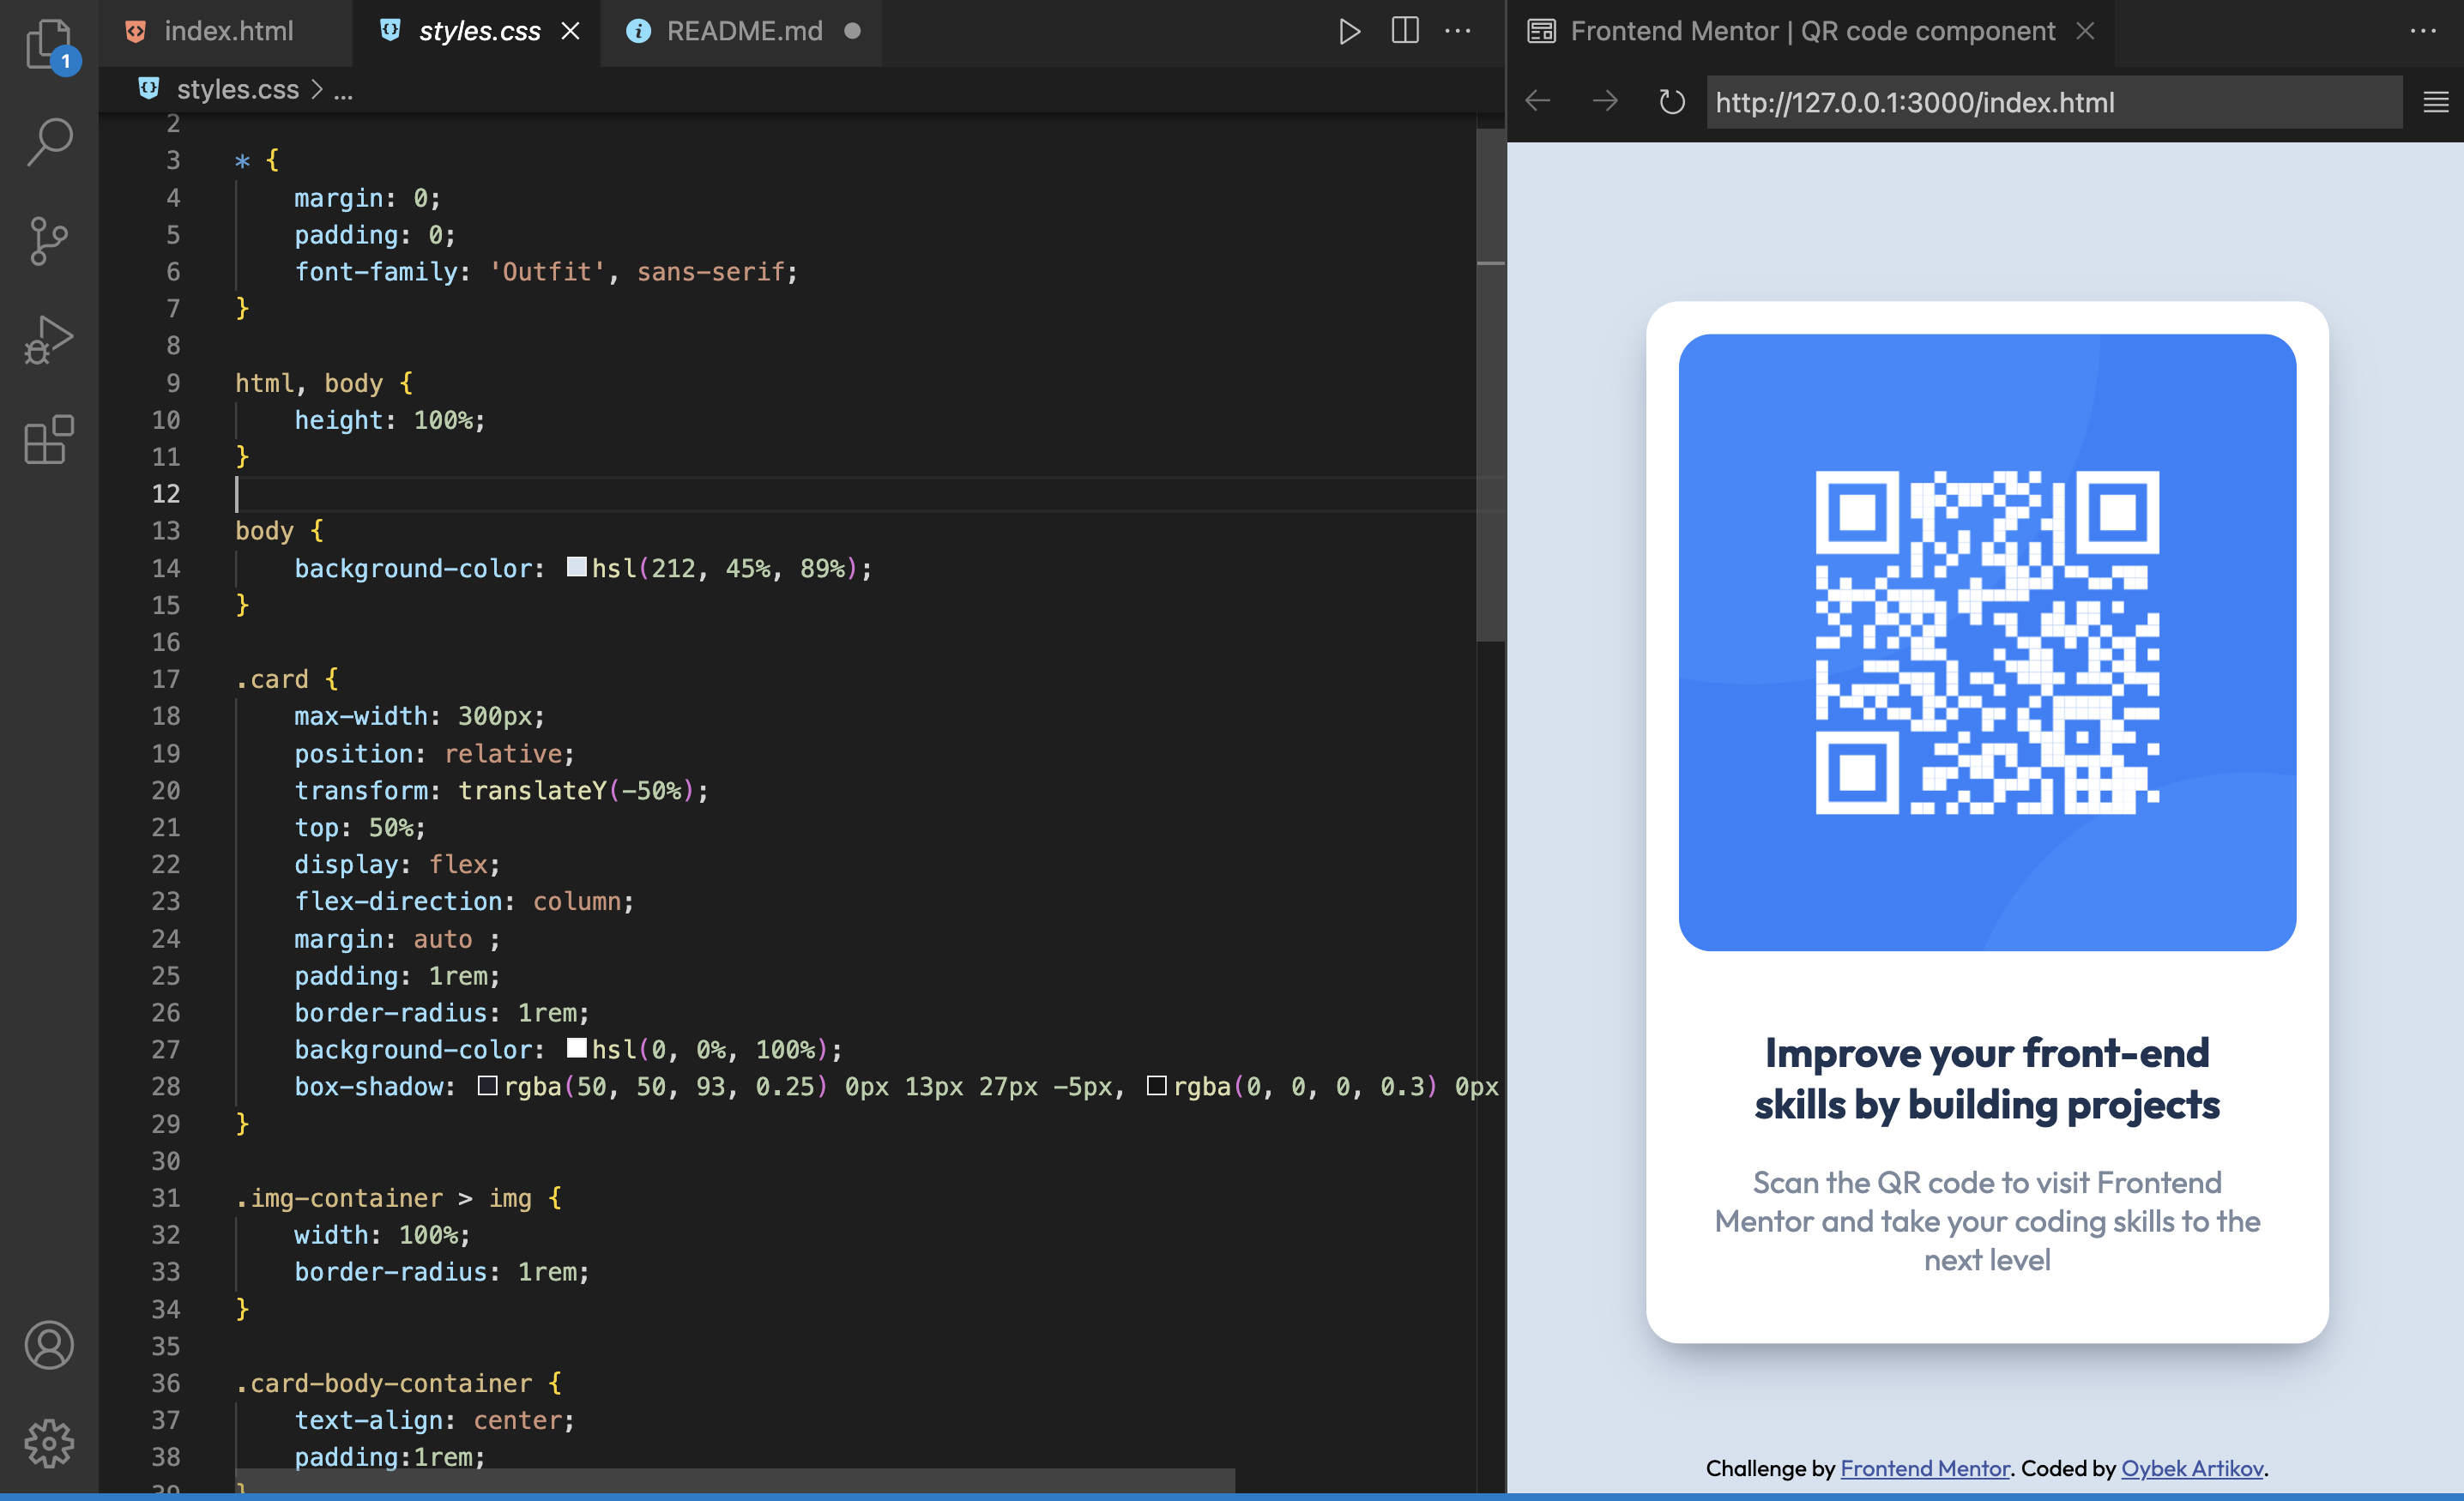 1
index.html
styles.css
README.md
styles.css > ...
2
3 * {
4 margin: 0;
5 padding: 0;
6 font-family: 'Outfit', sans-serif;
7 }
8
9 html, body {
10 height: 100%;
11 }
12
13 body {
14 background-color: hsl(212, 45%, 89%);
15 }
16
17 .card {
18 max-width: 300px;
19 position: relative;
20 transform: translateY(-50%);
21 top: 50%;
22 display: flex;
23 flex-direction: column;
24 margin: auto ;
25 padding: 1rem;
26 border-radius: 1rem;
27 background-color: hsl(0, 0%, 100%);
28 box-shadow: rgba(50, 50, 93, 0.25) 0px 13px 27px -5px, rgba(0, 0, 0, 0.3) 0px
29 }
30
31 .img-container > img {
32 width: 100%;
33 border-radius: 1rem;
34 }
35
36 .card-body-container {
37 text-align: center;
38 padding:1rem;
39 }
Frontend Mentor | QR code component
http://127.0.0.1:3000/index.html
Improve your front-end
skills by building projects
Scan the QR code to visit Frontend
Mentor and take your coding skills to the
next level
Challenge by Frontend Mentor. Coded by Oybek Artikov.